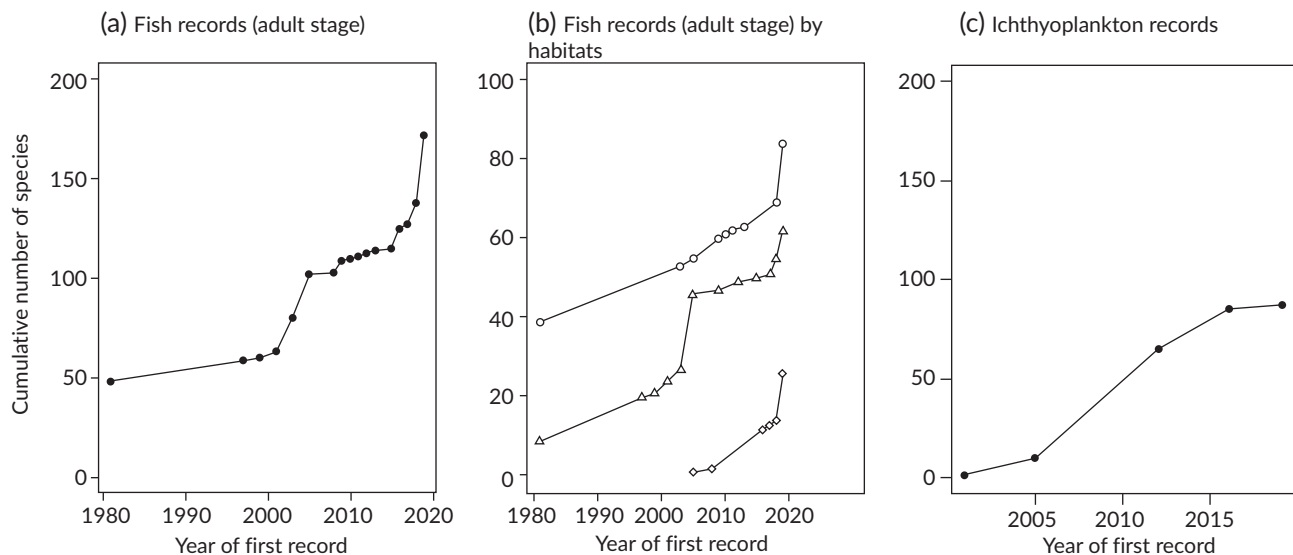 (a) Fish records (adult stage)
200
150
100
50
0
1980 1990 2000 2010 2020
Year of first record
Cumulative number of species
(b) Fish records (adult stage) by
habitats
100
80
60
40
20
0
1980 1990 2000 2010 2020
Year of first record
(c) Ichthyoplankton records
200
150
100
50
0
2005 2010 2015
Year of first record